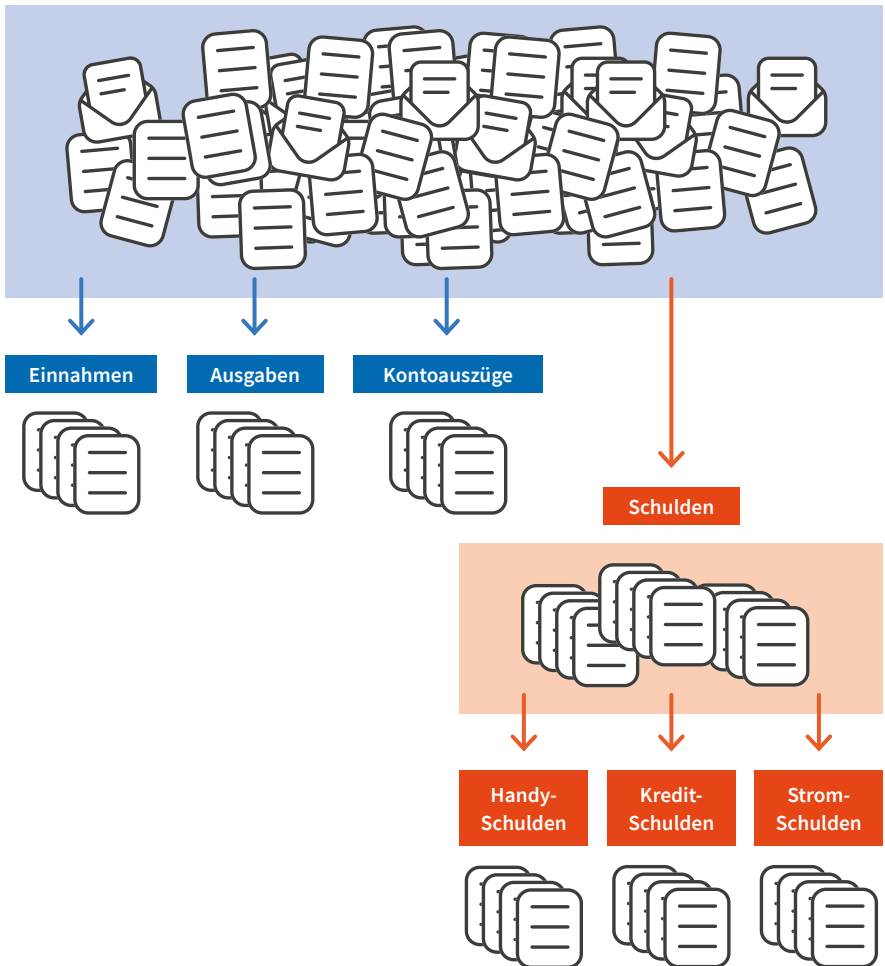 Einnahmen
Ausgaben
Kontoauszüge
Schulden
Handy-
Schulden
Kredit-
Schulden
Strom-
Schulden